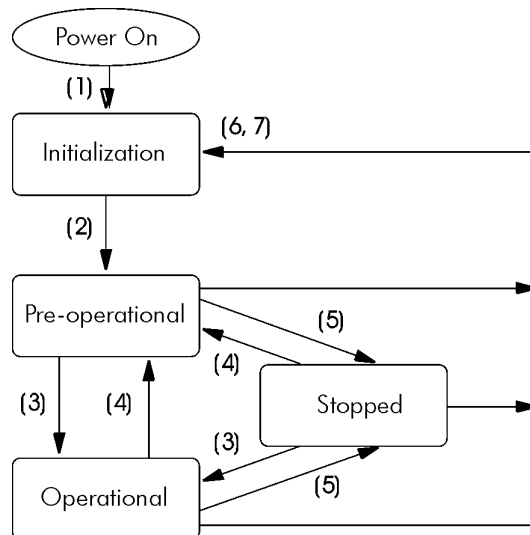 Power On
(1)
(6, 7)
Initialization
(2)
Pre-operational
(5)
(4)
(3)
(4)
Stopped
(3)
Operational
(5)